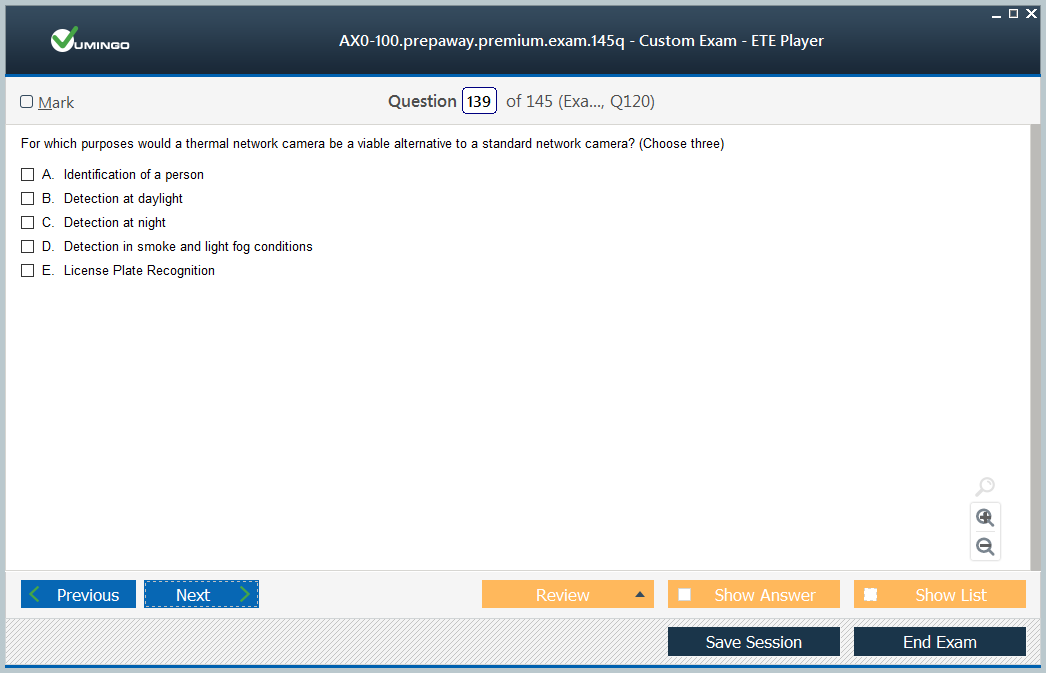 VUMINGO
AX0-100.prepaway.premium.exam.145q - Custom Exam - ETE Player
Mark
Question 139 of 145 (Exa..., Q120)
For which purposes would a thermal network camera be a viable alternative to a standard network camera? (Choose three)
A. Identification of a person
B. Detection at daylight
C. Detection at night
D. Detection in smoke and light fog conditions
E. License Plate Recognition
Previous
Next
Review
Show Answer
Show List
Save Session
End Exam